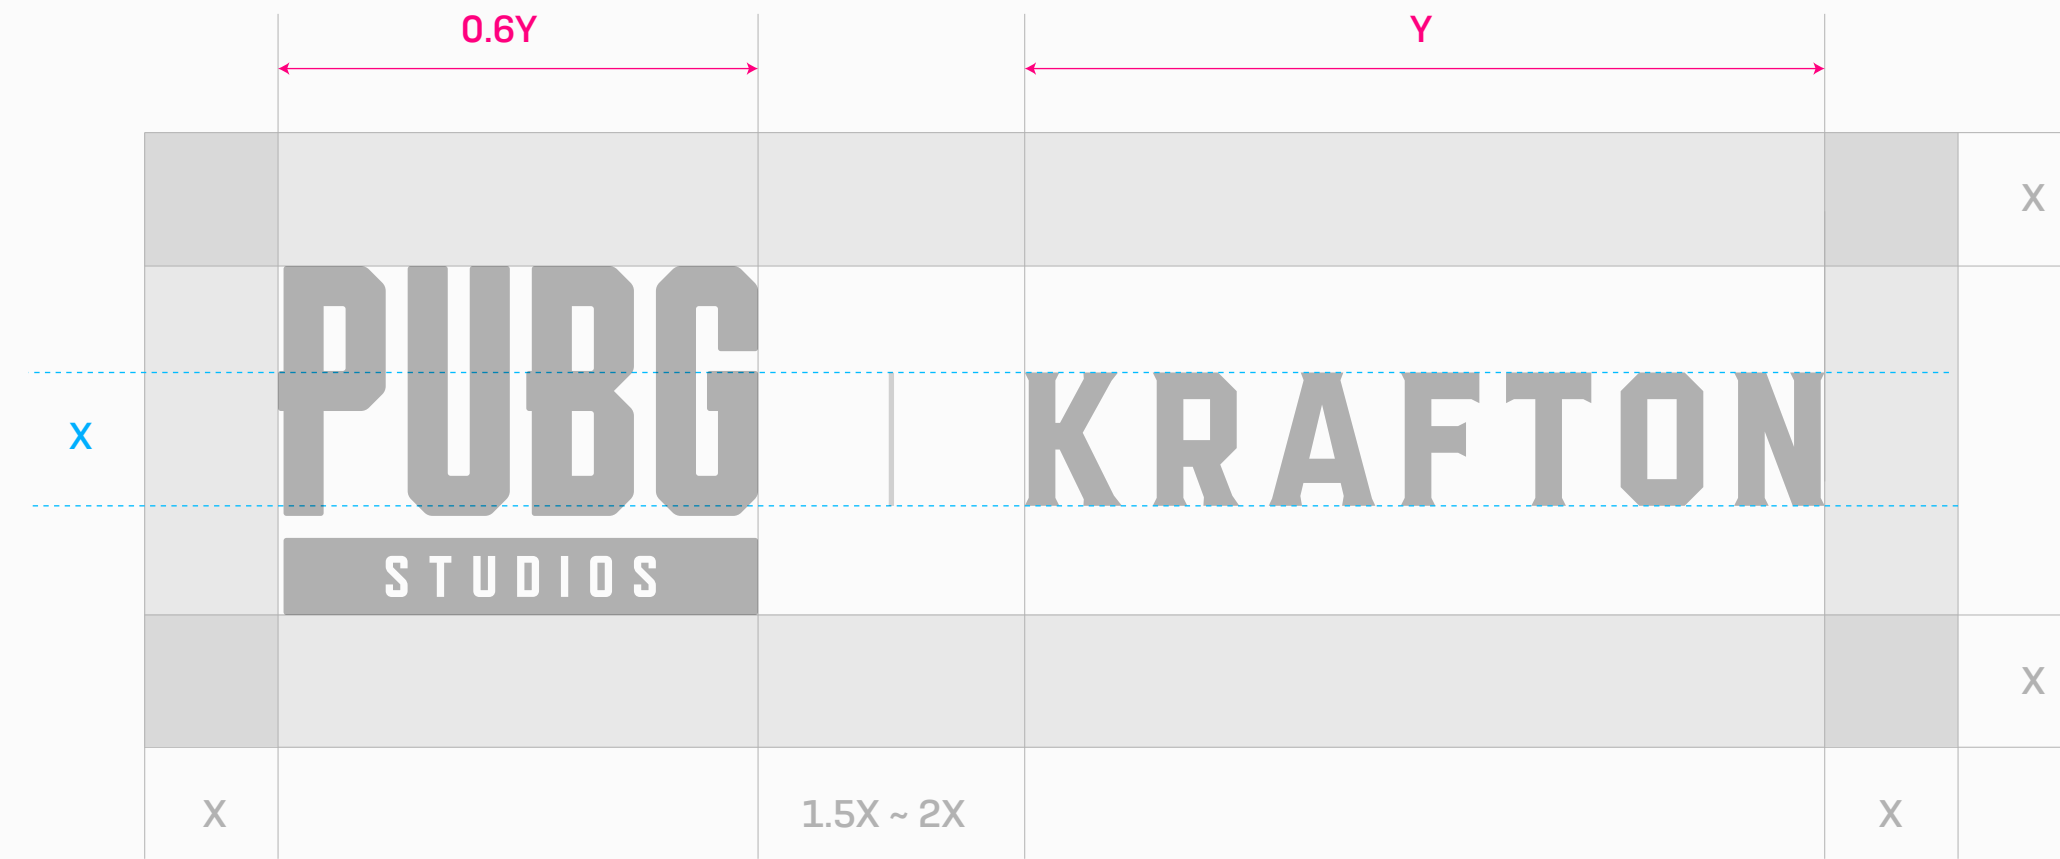 0.6Y
Y
X
PUBG
STUDIOS
KRAFTON
X
X
X
1.5X ~ 2X
X